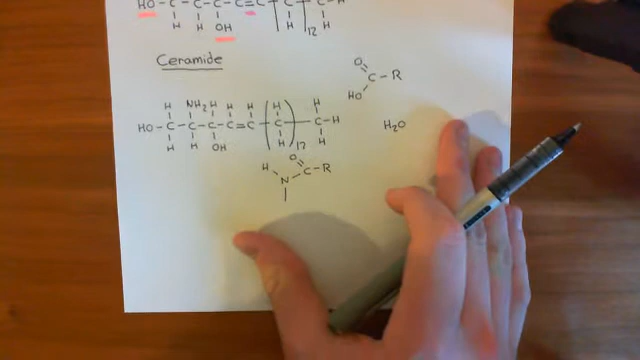 HO-C-C-C-C=C-(C)12-C-H
H H OH H H
Ceramide
O
C-R
HO
H NH2 H H H H H
HO-C-C-C-C=C-(C)12-C-H
H H OH H H
H2O
H O
N-C-R